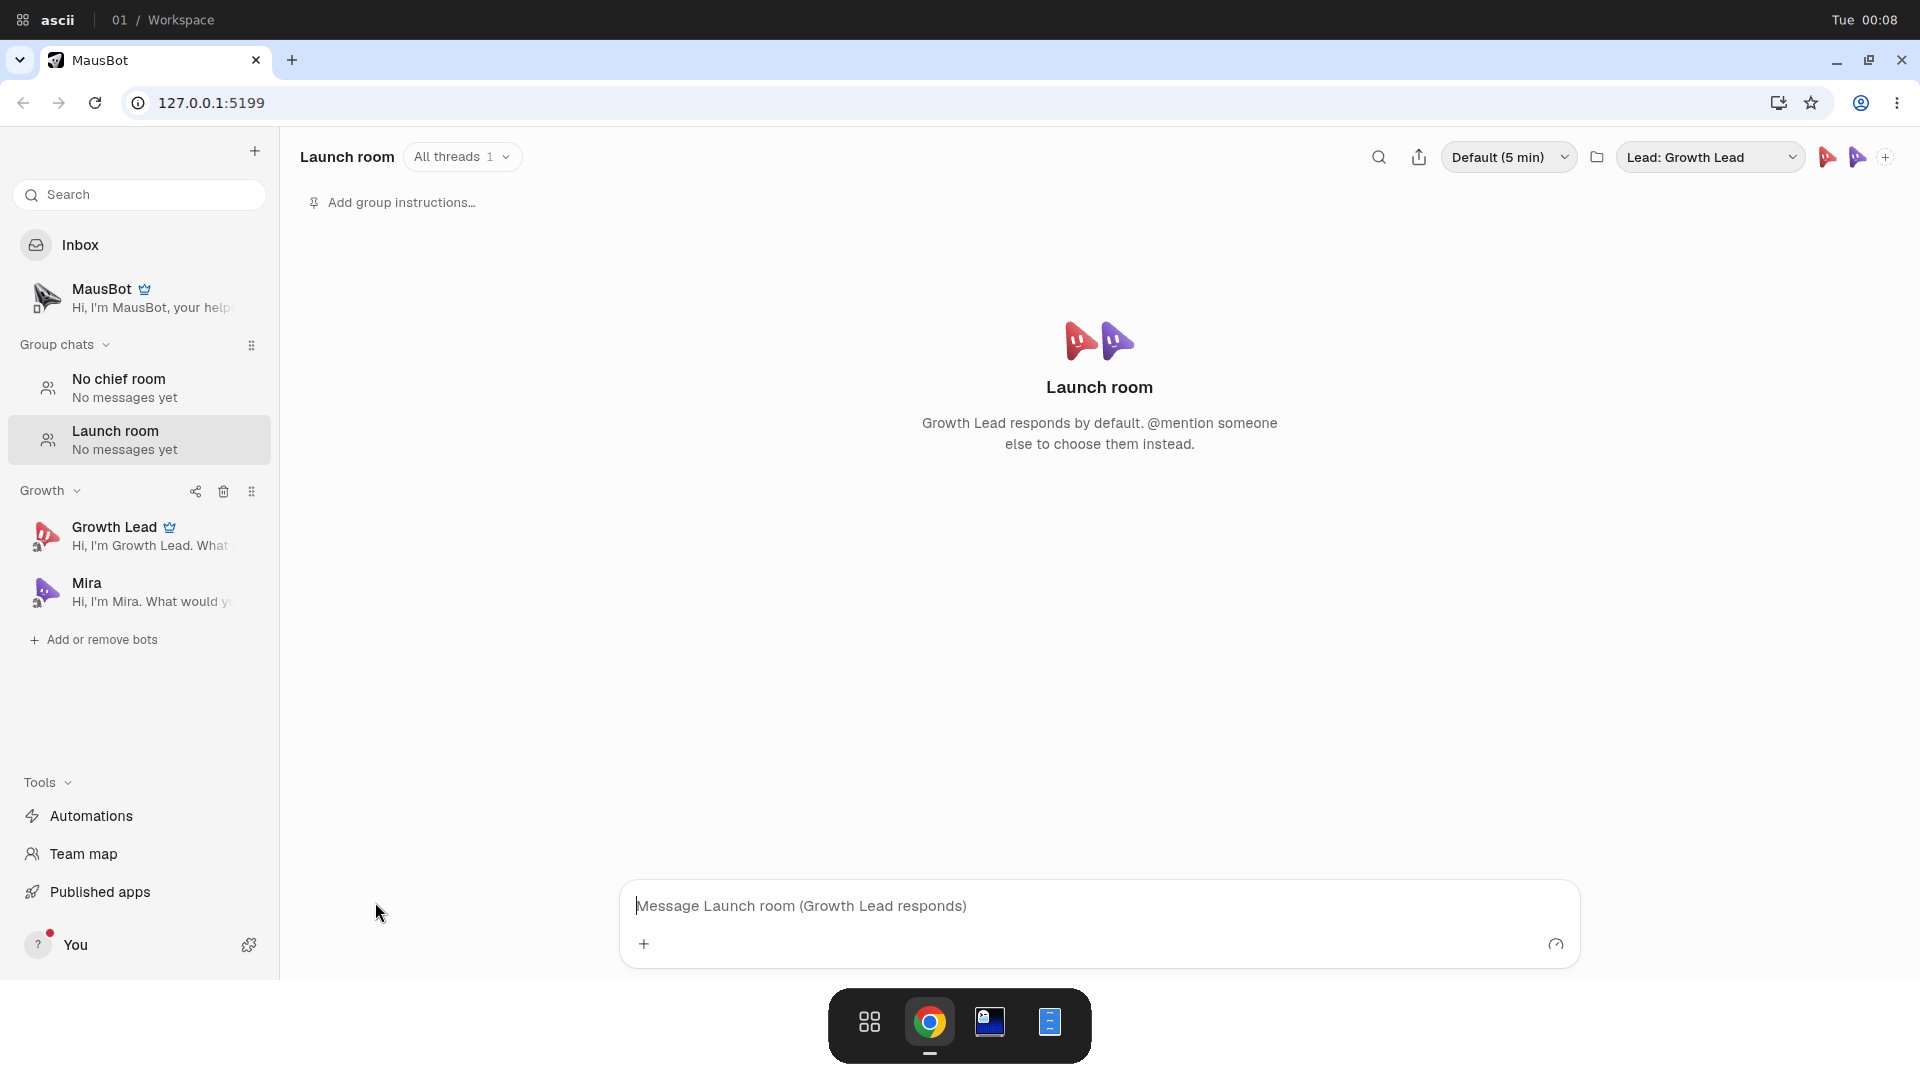 ascii
01 / Workspace
Tue 00:08
MausBot
127.0.0.1:5199
Search
Inbox
MausBot
Hi, I'm MausBot, your help
Group chats
No chief room
No messages yet
Launch room
No messages yet
Growth
Growth Lead
Hi, I'm Growth Lead. What
Mira
Hi, I'm Mira. What would yo
Add or remove bots
Tools
Automations
Team map
Published apps
? You
Launch room
All threads 1
Default (5 min)
Lead: Growth Lead
Add group instructions…
Launch room
Growth Lead responds by default. @mention someone
else to choose them instead.
Message Launch room (Growth Lead responds)